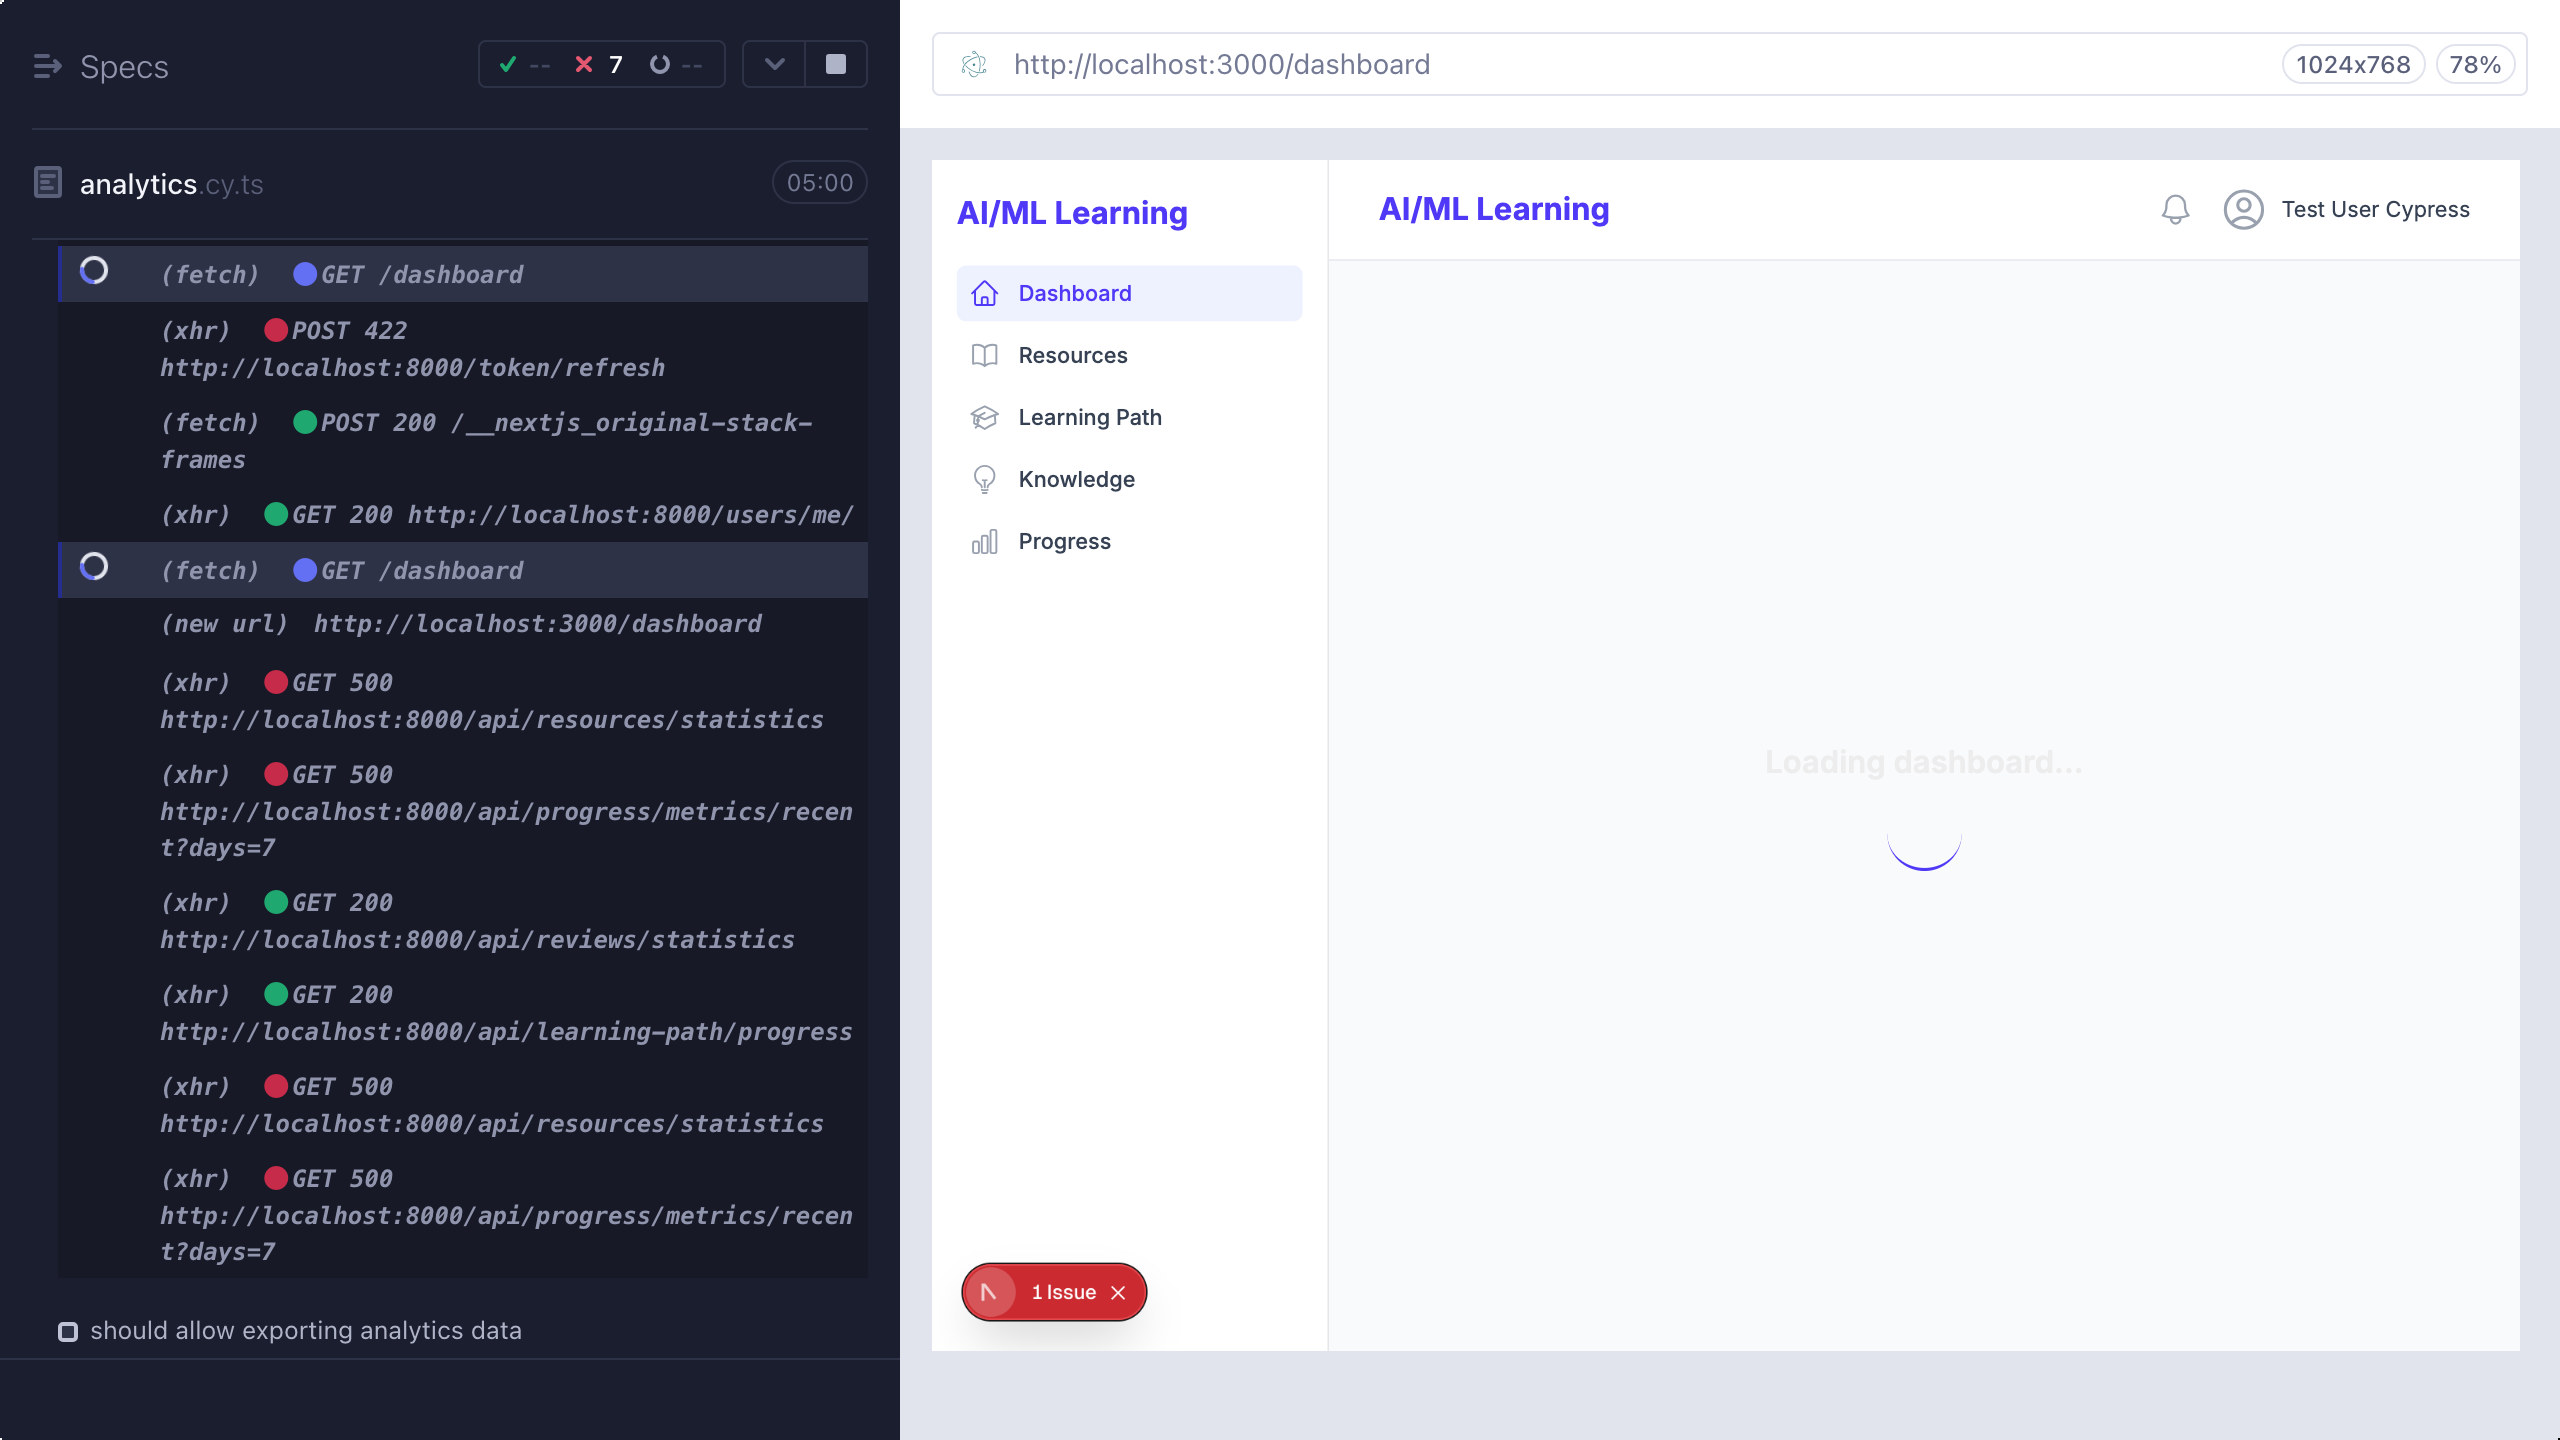 Specs
-- 7 --
analytics.cy.ts
05:00
(fetch) GET /dashboard
(xhr) POST 422
http://localhost:8000/token/refresh
(fetch) POST 200 /__nextjs_original-stack-
frames
(xhr) GET 200 http://localhost:8000/users/me/
(fetch) GET /dashboard
(new url) http://localhost:3000/dashboard
(xhr) GET 500
http://localhost:8000/api/resources/statistics
(xhr) GET 500
http://localhost:8000/api/progress/metrics/recen
t?days=7
(xhr) GET 200
http://localhost:8000/api/reviews/statistics
(xhr) GET 200
http://localhost:8000/api/learning-path/progress
(xhr) GET 500
http://localhost:8000/api/resources/statistics
(xhr) GET 500
http://localhost:8000/api/progress/metrics/recen
t?days=7
should allow exporting analytics data
http://localhost:3000/dashboard
1024x768
78%
AI/ML Learning
Dashboard
Resources
Learning Path
Knowledge
Progress
1 Issue
AI/ML Learning
Test User Cypress
Loading dashboard...